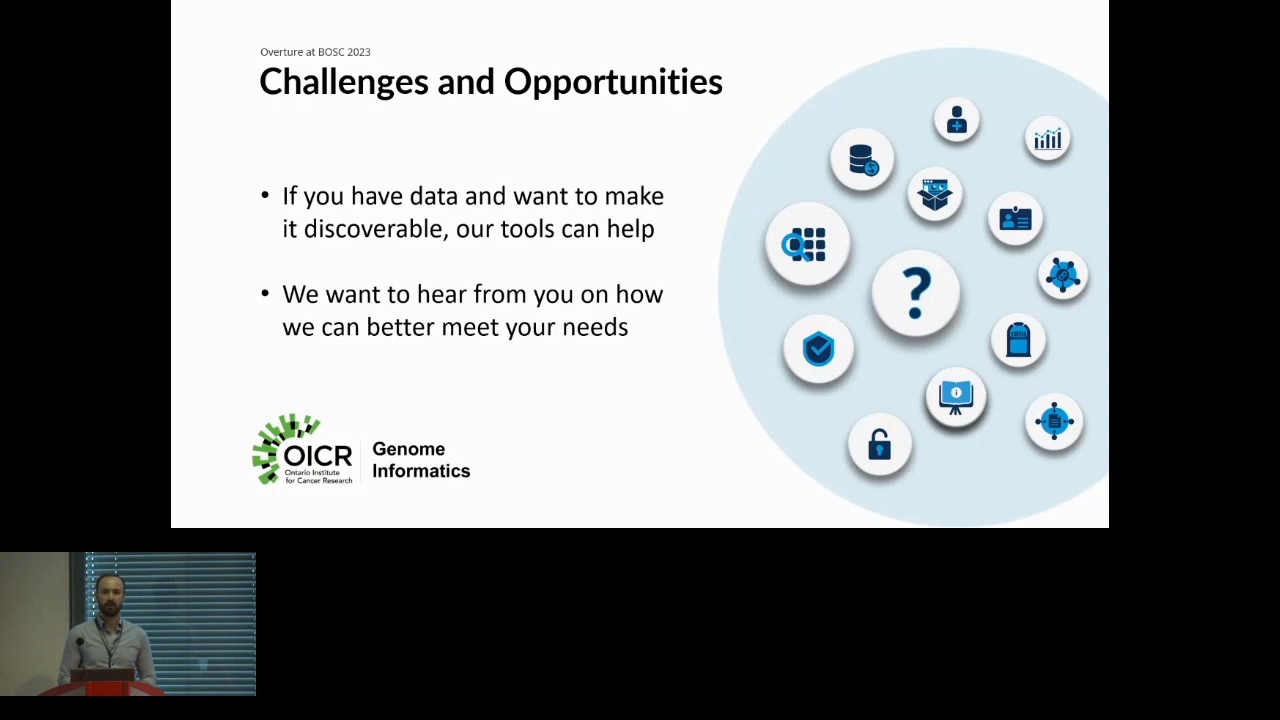 Overture at BOSC 2023
Challenges and Opportunities
• If you have data and want to make
it discoverable, our tools can help
• We want to hear from you on how
we can better meet your needs
?
OICR
Ontario Institute
for Cancer Research
Genome
Informatics